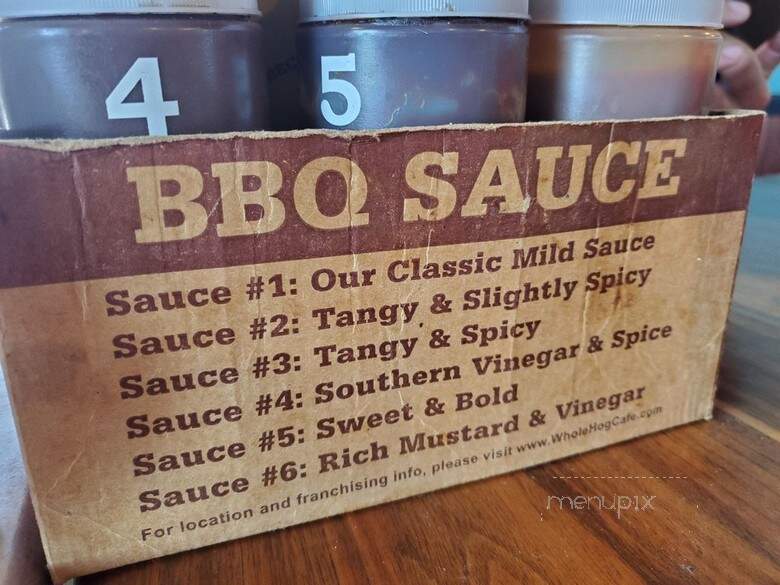 4 5
BBQ SAUCE
Sauce #1: Our Classic Mild Sauce
Sauce #2: Tangy & Slightly Spicy
Sauce #3: Tangy & Spicy
Sauce #4: Southern Vinegar & Spice
Sauce #5: Sweet & Bold
Sauce #6: Rich Mustard & Vinegar
For location and franchising info, please visit www.WholeHogCafe.com
menupix